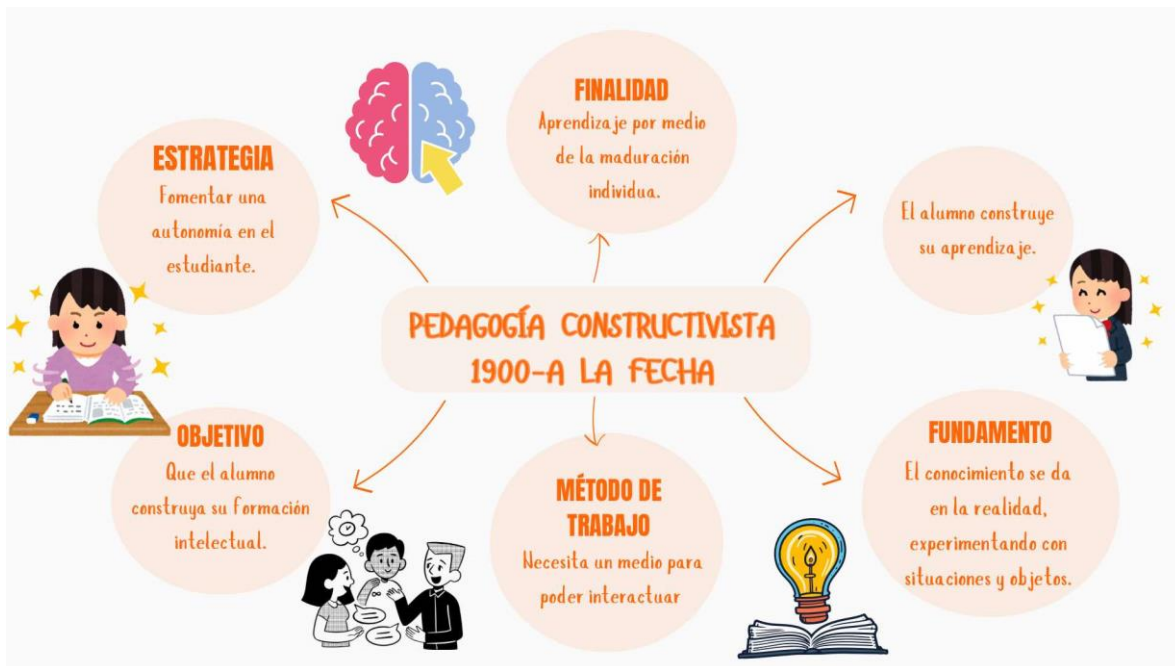 FINALIDAD
Aprendizaje por medio
de la maduración
individua.
ESTRATEGIA
Fomentar una
autonomía en el
estudiante.
El alumno construye
su aprendizaje.
PEDAGOGÍA CONSTRUCTIVISTA
1900-A LA FECHA
OBJETIVO
Que el alumno
construya su Formación
intelectual.
MÉTODO DE
TRABAJO
Necesita un medio para
poder interactuar
FUNDAMENTO
El conocimiento se da
en la realidad,
experimentando con
situaciones y objetos.